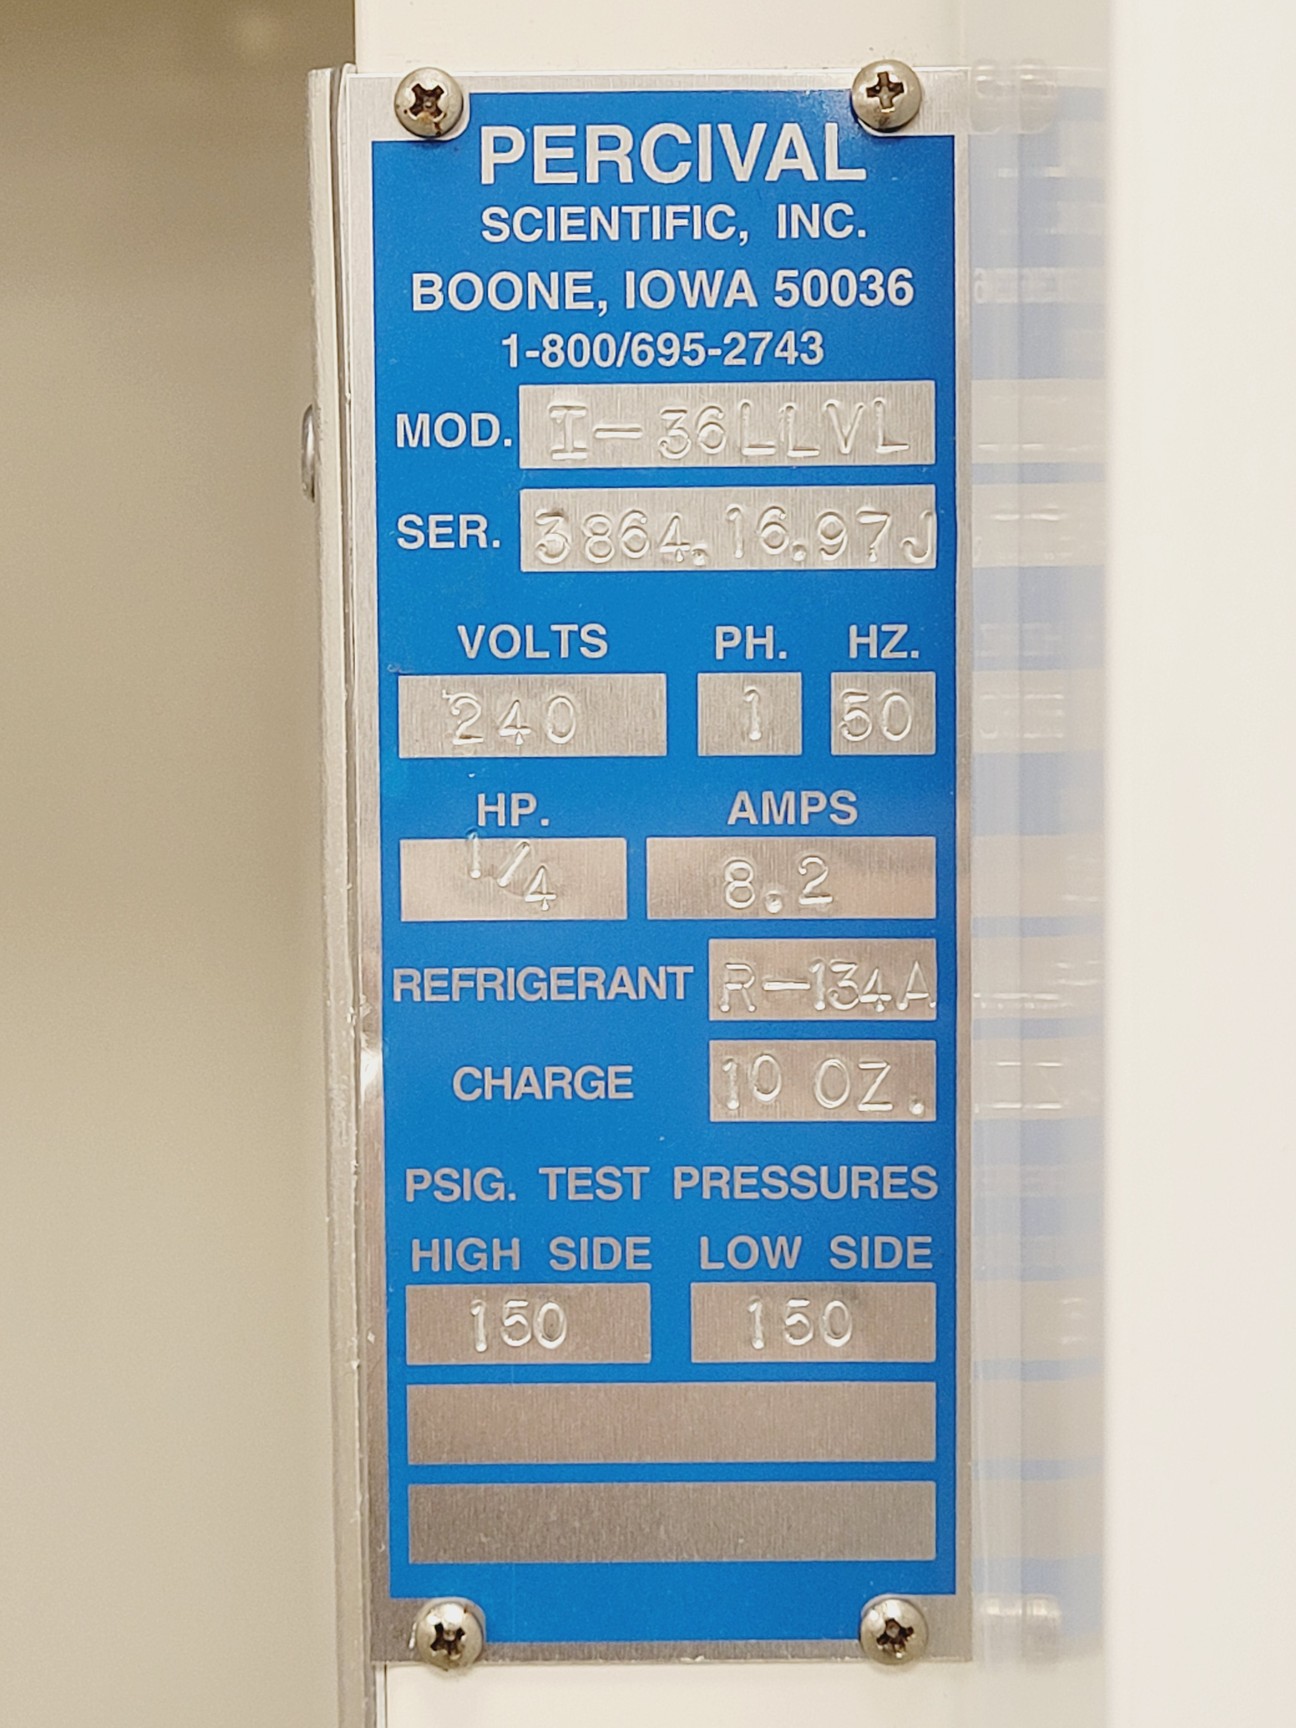 PERCIVAL
SCIENTIFIC, INC.
BOONE, IOWA 50036
1-800/695-2743
MOD. I-36LLVL
SER. 3864.16.97J
VOLTS PH. HZ.
240 1 50
HP. AMPS
1/4 8.2
REFRIGERANT R-134A
CHARGE 10 OZ.
PSIG. TEST PRESSURES
HIGH SIDE LOW SIDE
150 150